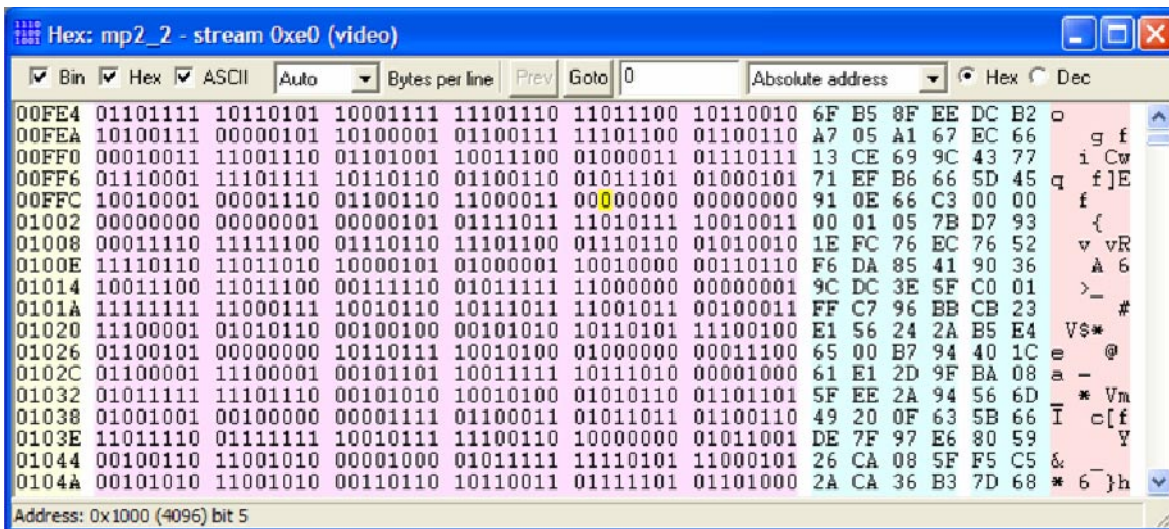 Hex: mp2_2 - stream 0xe0 (video)
Bin Hex ASCII Auto Bytes per line Prev Goto 0 Absolute address Hex Dec
00FE4 01101111 10110101 10001111 11101110 11011100 10110010 6F B5 8F EE DC B2 o
00FEA 10100111 00000101 10100001 01100111 11101100 01100110 A7 05 A1 67 EC 66 g f
00FF0 00010011 11001110 01101001 10011100 01000011 01110111 13 CE 69 9C 43 77 i Cw
00FF6 01110001 11101111 10110110 01100110 01011101 01000101 71 EF B6 66 5D 45 q f]E
00FFC 10010001 00001110 01100110 11000011 00000000 00000000 91 0E 66 C3 00 00 f
01002 00000000 00000001 00000101 01111011 11010111 10010011 00 01 05 7B D7 93 {
01008 00011110 11111100 01110110 11101100 01110110 01010010 1E FC 76 EC 76 52 v vR
0100E 11110110 11011010 10000101 01000001 10010000 00110110 F6 DA 85 41 90 36 A 6
01014 10011100 11011100 00111110 01011111 11000000 00000001 9C DC 3E 5F C0 01 >_
0101A 11111111 11000111 10010110 10111011 11001011 00100011 FF C7 96 BB CB 23 #
01020 11100001 01010110 00100100 00101010 10110101 11100100 E1 56 24 2A B5 E4 V$*
01026 01100101 00000000 10110111 10010100 01000000 00011100 65 00 B7 94 40 1C e @
0102C 01100001 11100001 00101101 10011111 10111010 00001000 61 E1 2D 9F BA 08 a -
01032 01011111 11101110 00101010 10010100 01010110 01101101 5F EE 2A 94 56 6D _ * Vm
01038 01001001 00100000 00001111 01100011 01011011 01100110 49 20 0F 63 5B 66 I c[f
0103E 11011110 01111111 10010111 11100110 10000000 01011001 DE 7F 97 E6 80 59 Y
01044 00100110 11001010 00001000 01011111 11110101 11000101 26 CA 08 5F F5 C5 & _
0104A 00101010 11001010 00110110 10110011 01111101 01101000 2A CA 36 B3 7D 68 * 6 }h
Address: 0x1000 (4096) bit 5